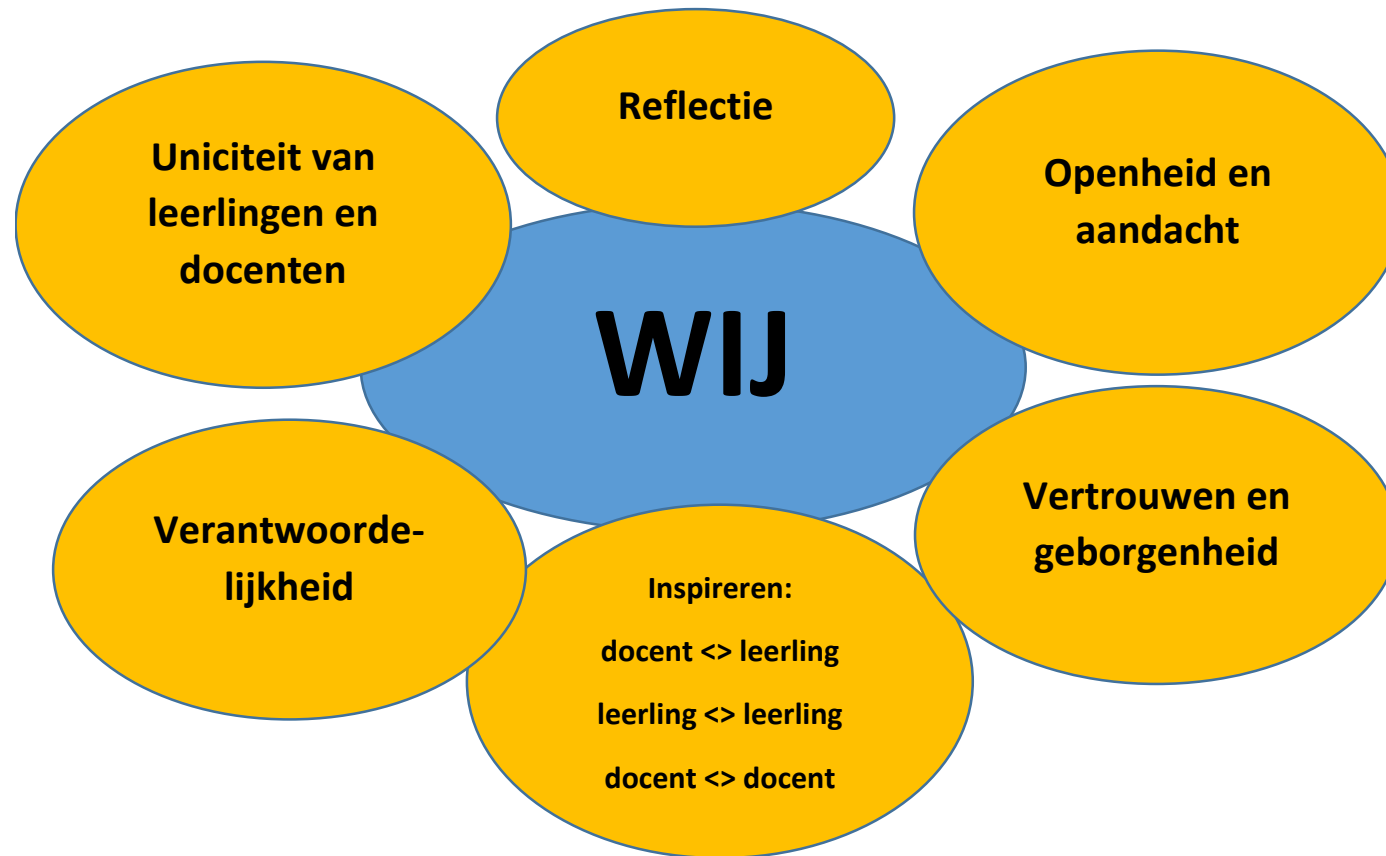 Reflectie
Uniciteit van
leerlingen en
docenten
Openheid en
aandacht
WIJ
Verantwoorde-
lijkheid
Vertrouwen en
geborgenheid
Inspireren:
docent <> leerling
leerling <> leerling
docent <> docent